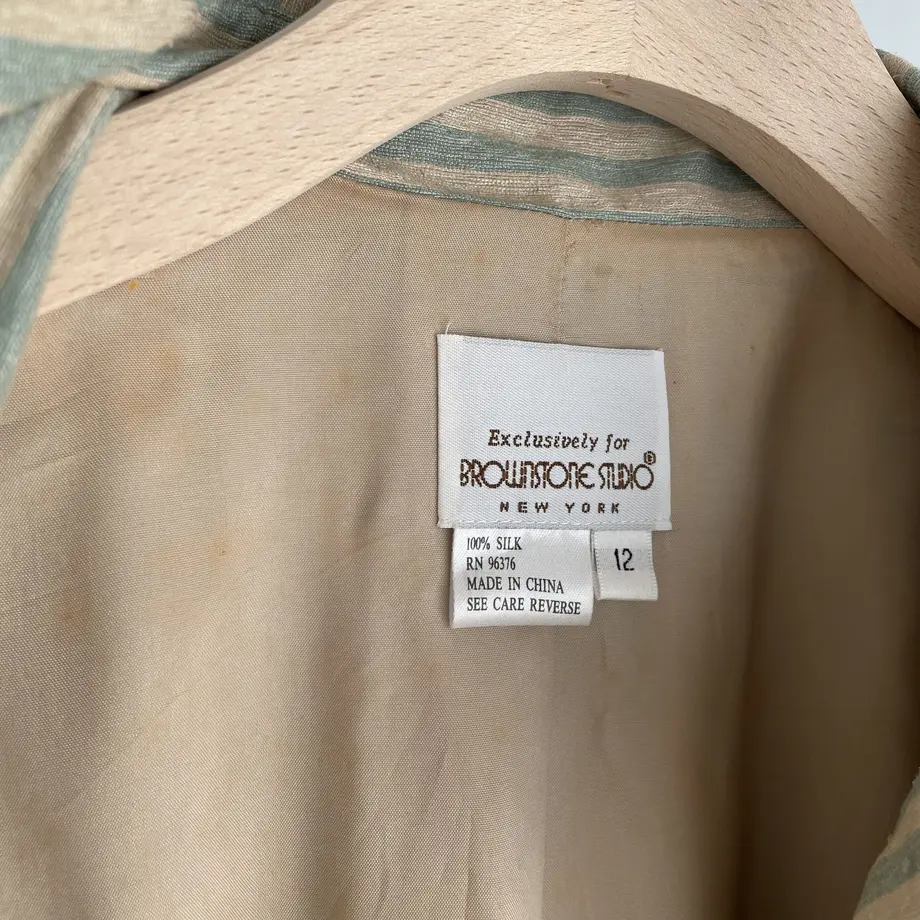 Exclusively for
BROWNSTONE STUDIO®
NEW YORK
100% SILK
RN 96376
MADE IN CHINA
SEE CARE REVERSE
12